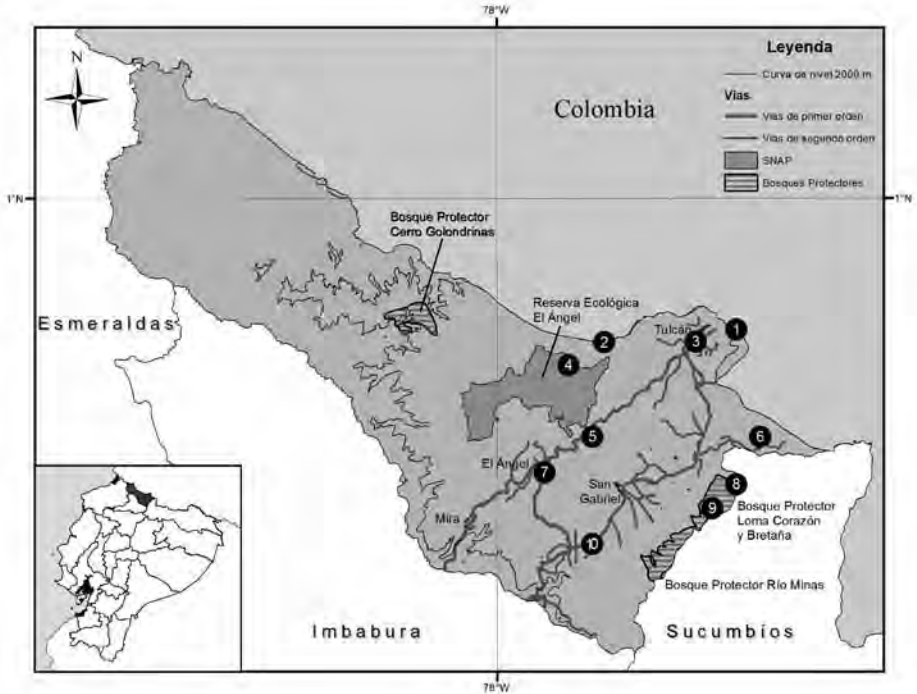 78°W
N
Leyenda
Curva de nivel 2000 m
Vías
Vías de primer orden
Vías de segundo orden
SNAP
Bosques Protectores
Colombia
1°N
1°N
Bosque Protector
Cerro Golondrinas
Esmeraldas
Reserva Ecológica
El Ángel
Tulcán
1
2
3
4
5
6
El Ángel
7
San
Gabriel
8
9
Bosque Protector
Loma Corazón
y Bretaña
Mira
10
Bosque Protector Río Minas
Imbabura
Sucumbíos
78°W